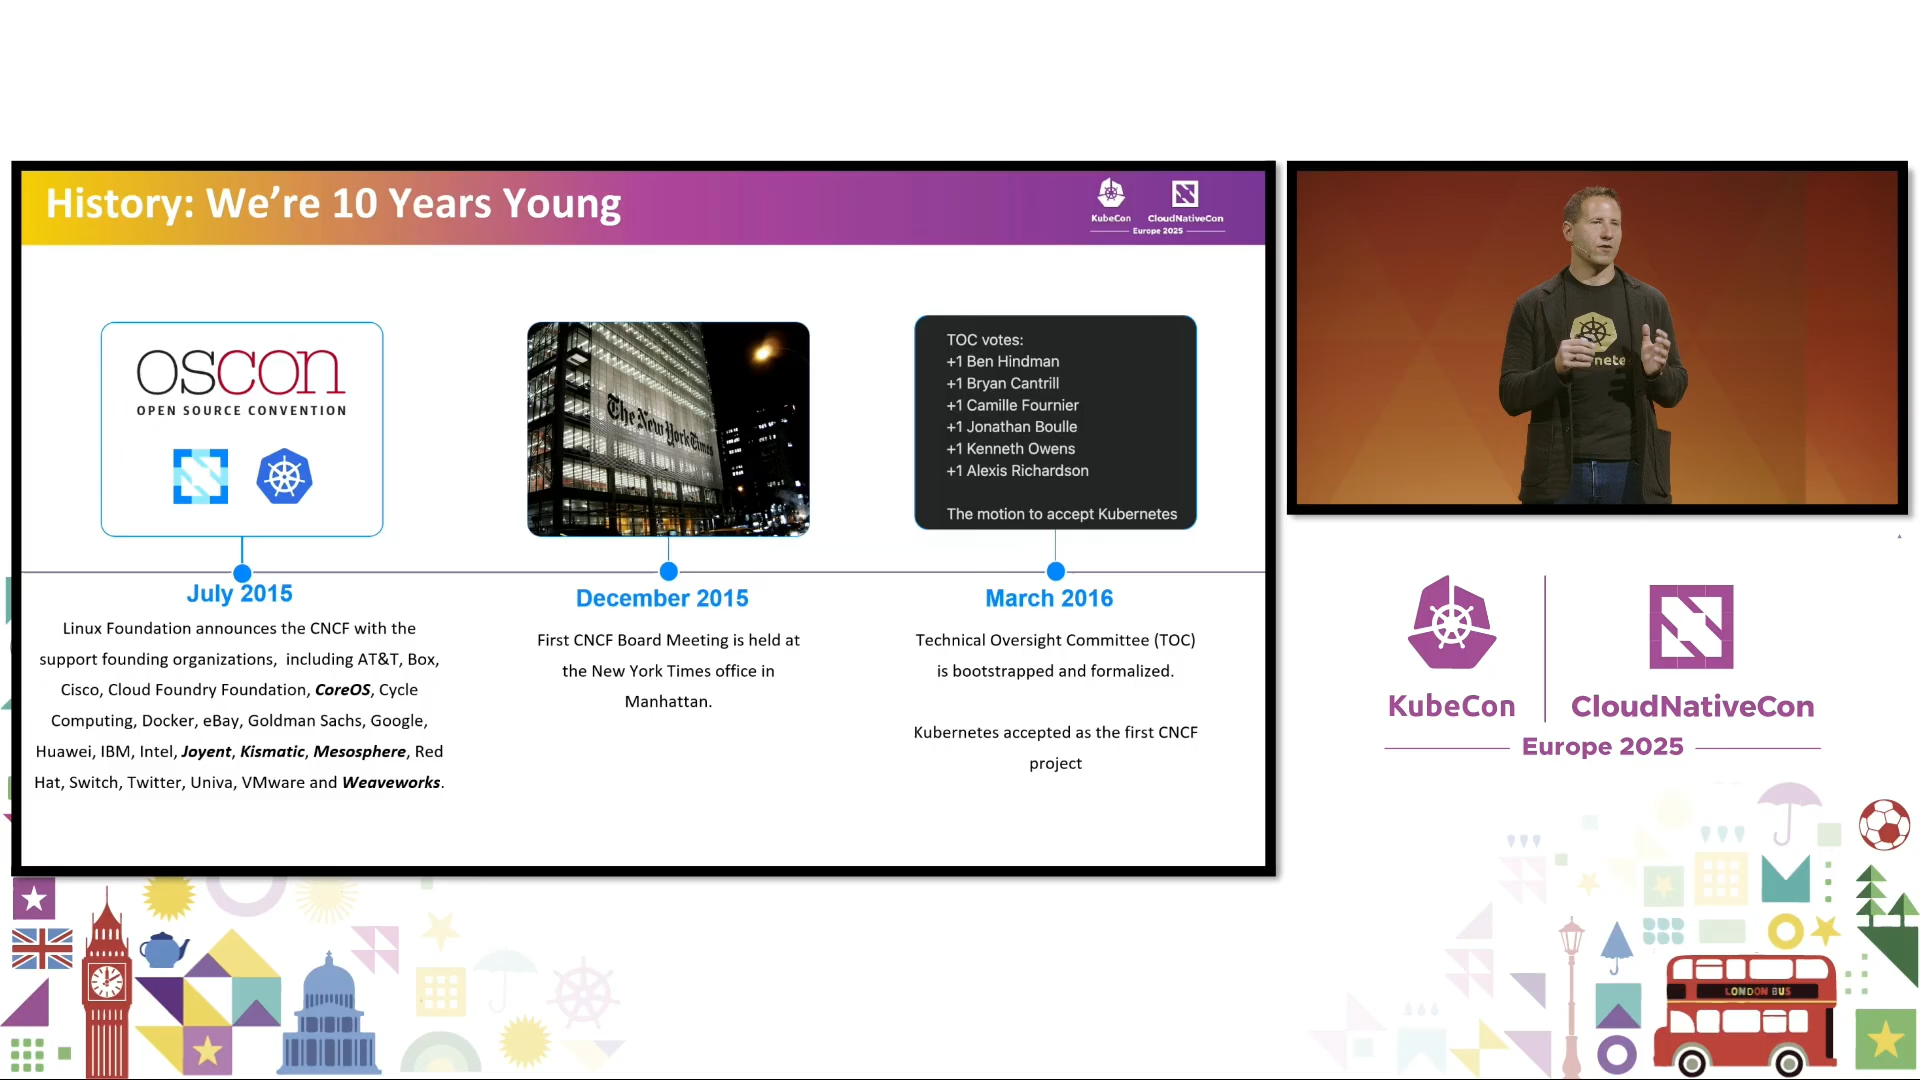 History: We're 10 Years Young
KubeCon
CloudNativeCon
Europe 2025
OSCON
OPEN SOURCE CONVENTION
The New York Times
TOC votes:
+1 Ben Hindman
+1 Bryan Cantrill
+1 Camille Fournier
+1 Jonathan Boulle
+1 Kenneth Owens
+1 Alexis Richardson
The motion to accept Kubernetes
July 2015
Linux Foundation announces the CNCF with the
support founding organizations,  including AT&T, Box,
Cisco, Cloud Foundry Foundation, CoreOS, Cycle
Computing, Docker, eBay, Goldman Sachs, Google,
Huawei, IBM, Intel, Joyent, Kismatic, Mesosphere, Red
Hat, Switch, Twitter, Univa, VMware and Weaveworks.
December 2015
First CNCF Board Meeting is held at
the New York Times office in
Manhattan.
March 2016
Technical Oversight Committee (TOC)
is bootstrapped and formalized.
Kubernetes accepted as the first CNCF
project
KubeCon
CloudNativeCon
Europe 2025
LONDON BUS